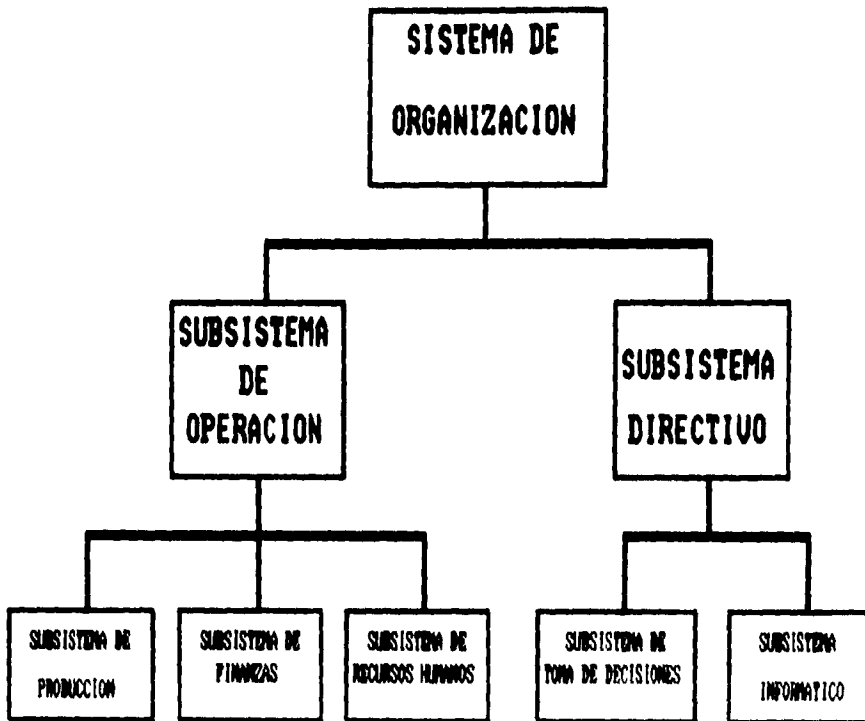 SISTEMA DE
ORGANIZACION
SUBSISTEMA
DE
OPERACION
SUBSISTEMA
DIRECTIVO
SUBSISTEMA DE
PRODUCCION
SUBSISTEMA DE
FINANZAS
SUBSISTEMA DE
RECURSOS HUMANOS
SUBSISTEMA DE
TOMA DE DECISIONES
SUBSISTEMA
INFORMATICO